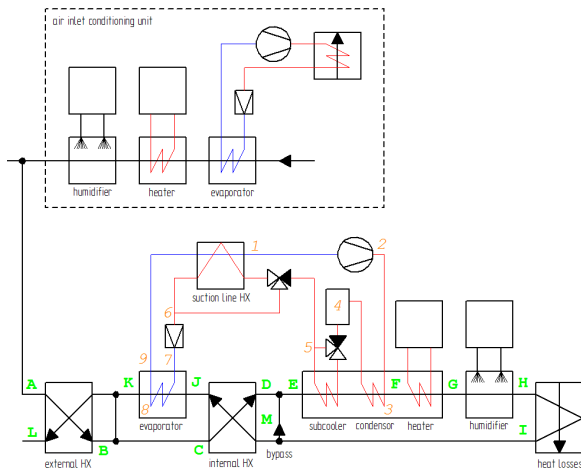 air inlet conditioning unit
humidifier
heater
evaporator
1
2
suction Line HX
6
4
9
7
5
A
K
J
D
E
F
G
H
8
3
M
L
B
C
I
evaporator
subcooler
condensor
heater
humidifier
external HX
internal HX
bypass
heat losses